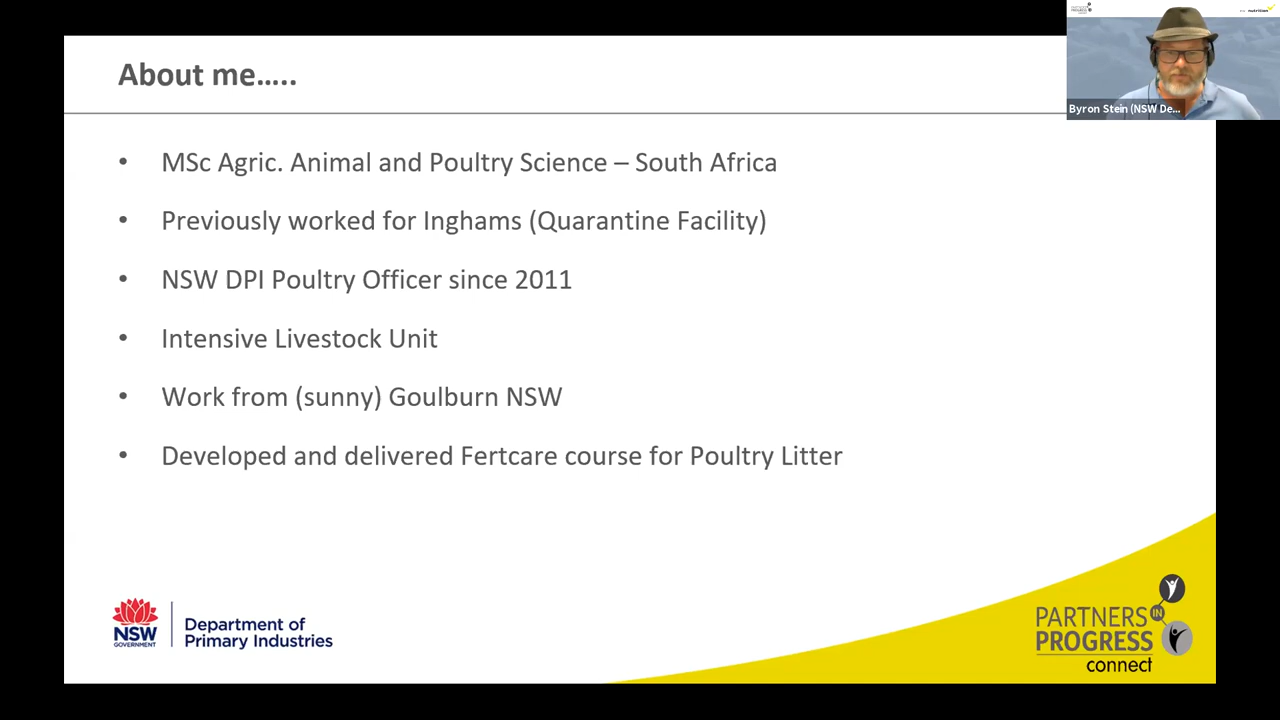 About me…..
Byron Stein (NSW De...
• MSc Agric. Animal and Poultry Science – South Africa
• Previously worked for Inghams (Quarantine Facility)
• NSW DPI Poultry Officer since 2011
• Intensive Livestock Unit
• Work from (sunny) Goulburn NSW
• Developed and delivered Fertcare course for Poultry Litter
NSW
GOVERNMENT
Department of
Primary Industries
PARTNERS IN
PROGRESS
connect